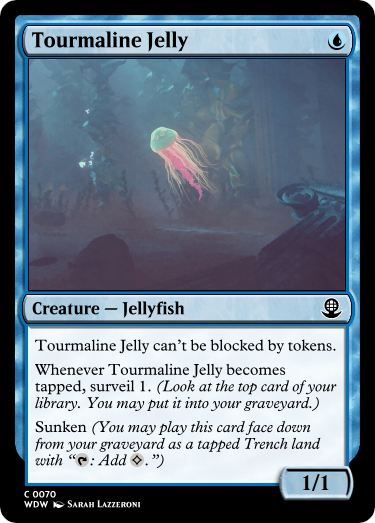 Tourmaline Jelly
Creature — Jellyfish
Tourmaline Jelly can't be blocked by tokens.
Whenever Tourmaline Jelly becomes
tapped, surveil 1. (Look at the top card of your
library. You may put it into your graveyard.)
Sunken (You may play this card face down
from your graveyard as a tapped Trench land
with “: Add .”)
1/1
C 0070
WDW Sarah Lazzeroni